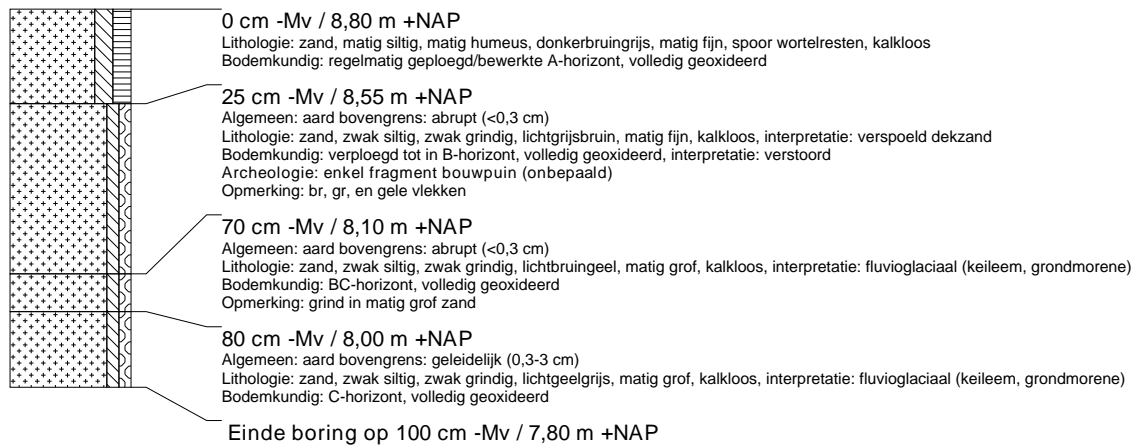 0 cm -Mv / 8,80 m +NAP
Lithologie: zand, matig siltig, matig humeus, donkerbruingrijs, matig fijn, spoor wortelresten, kalkloos
Bodemkundig: regelmatig geploegd/bewerkte A-horizont, volledig geoxideerd
25 cm -Mv / 8,55 m +NAP
Algemeen: aard bovengrens: abrupt (<0,3 cm)
Lithologie: zand, zwak siltig, zwak grindig, lichtgrijsbruin, matig fijn, kalkloos, interpretatie: verspoeld dekzand
Bodemkundig: verploegd tot in B-horizont, volledig geoxideerd, interpretatie: verstoord
Archeologie: enkel fragment bouwpuin (onbepaald)
Opmerking: br, gr, en gele vlekken
70 cm -Mv / 8,10 m +NAP
Algemeen: aard bovengrens: abrupt (<0,3 cm)
Lithologie: zand, zwak siltig, zwak grindig, lichtbruingeel, matig grof, kalkloos, interpretatie: fluvioglaciaal (keileem, grondmorene)
Bodemkundig: BC-horizont, volledig geoxideerd
Opmerking: grind in matig grof zand
80 cm -Mv / 8,00 m +NAP
Algemeen: aard bovengrens: geleidelijk (0,3-3 cm)
Lithologie: zand, zwak siltig, zwak grindig, lichtgeelgrijs, matig grof, kalkloos, interpretatie: fluvioglaciaal (keileem, grondmorene)
Bodemkundig: C-horizont, volledig geoxideerd
Einde boring op 100 cm -Mv / 7,80 m +NAP